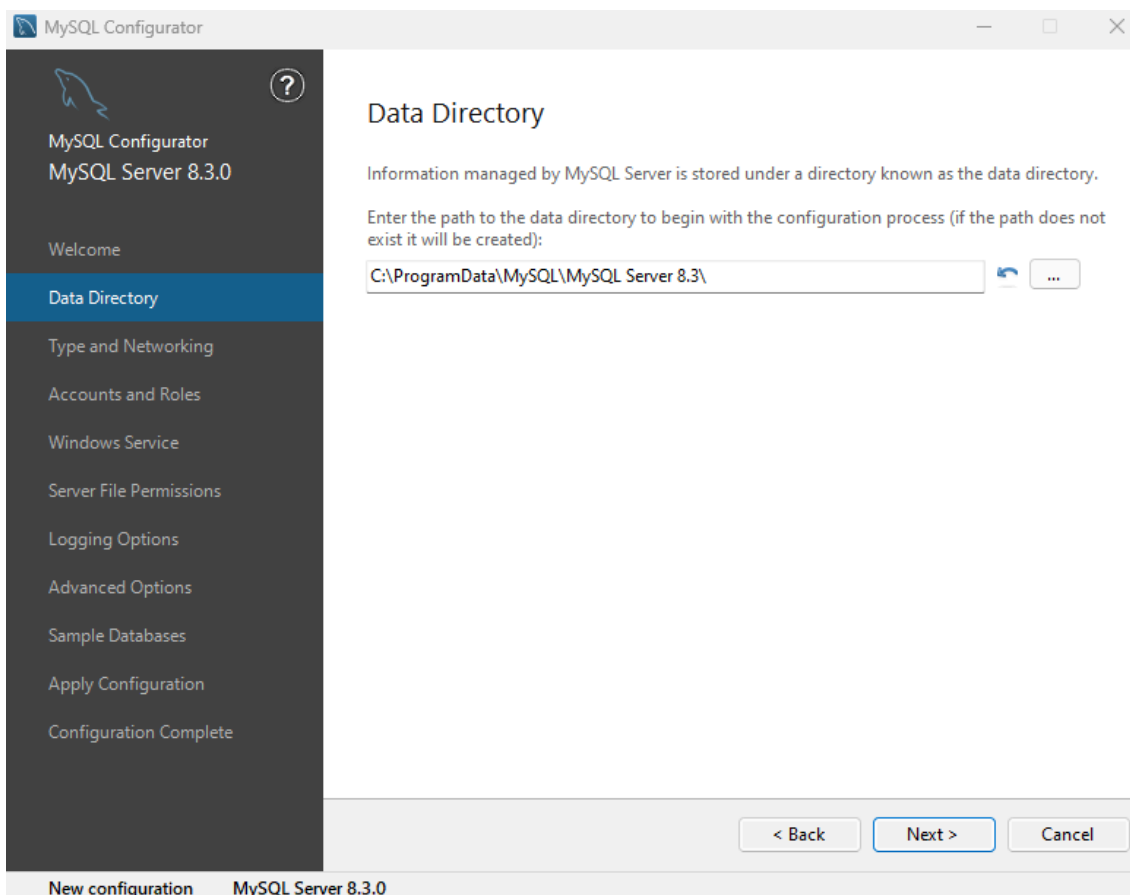 MySQL Configurator
?
MySQL Configurator
MySQL Server 8.3.0
Welcome
Data Directory
Type and Networking
Accounts and Roles
Windows Service
Server File Permissions
Logging Options
Advanced Options
Sample Databases
Apply Configuration
Configuration Complete
Data Directory
Information managed by MySQL Server is stored under a directory known as the data directory.
Enter the path to the data directory to begin with the configuration process (if the path does not
exist it will be created):
C:\ProgramData\MySQL\MySQL Server 8.3\
...
< Back
Next >
Cancel
New configuration MySQL Server 8.3.0